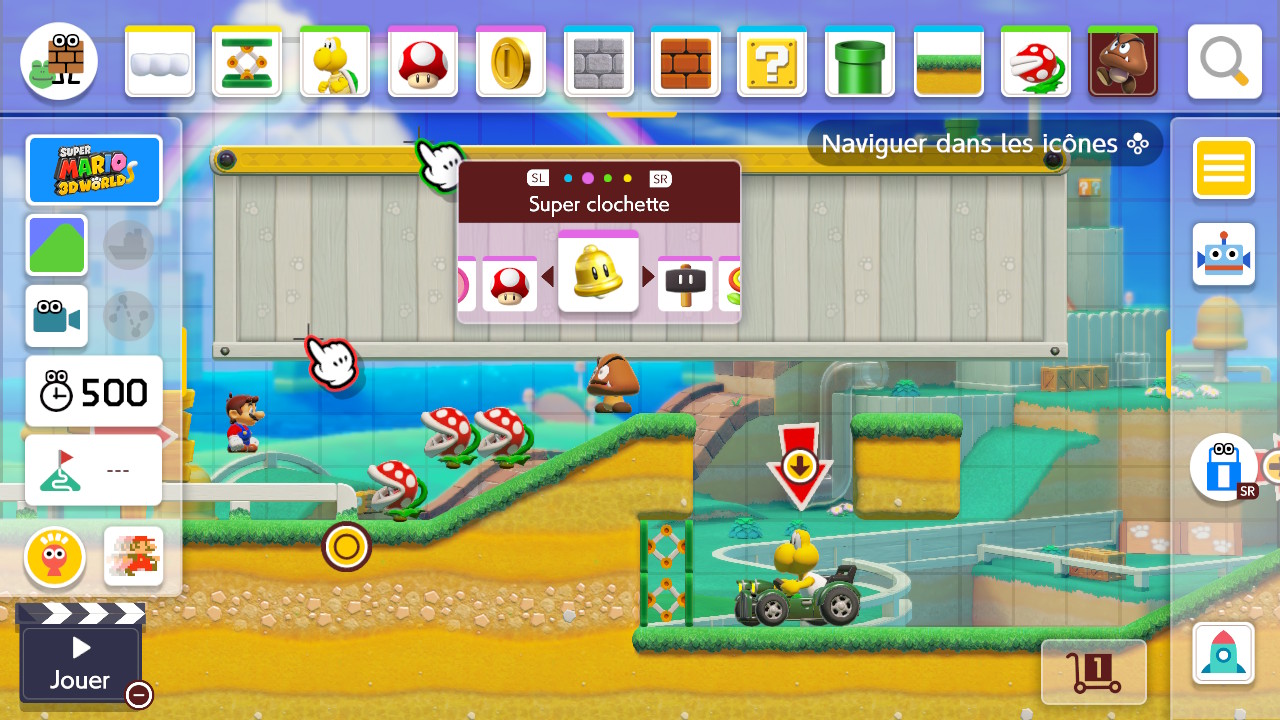 Naviguer dans les icônes
SL
SR
Super clochette
SUPER
MARIO
3D WORLD
500
---
SR
Jouer
1